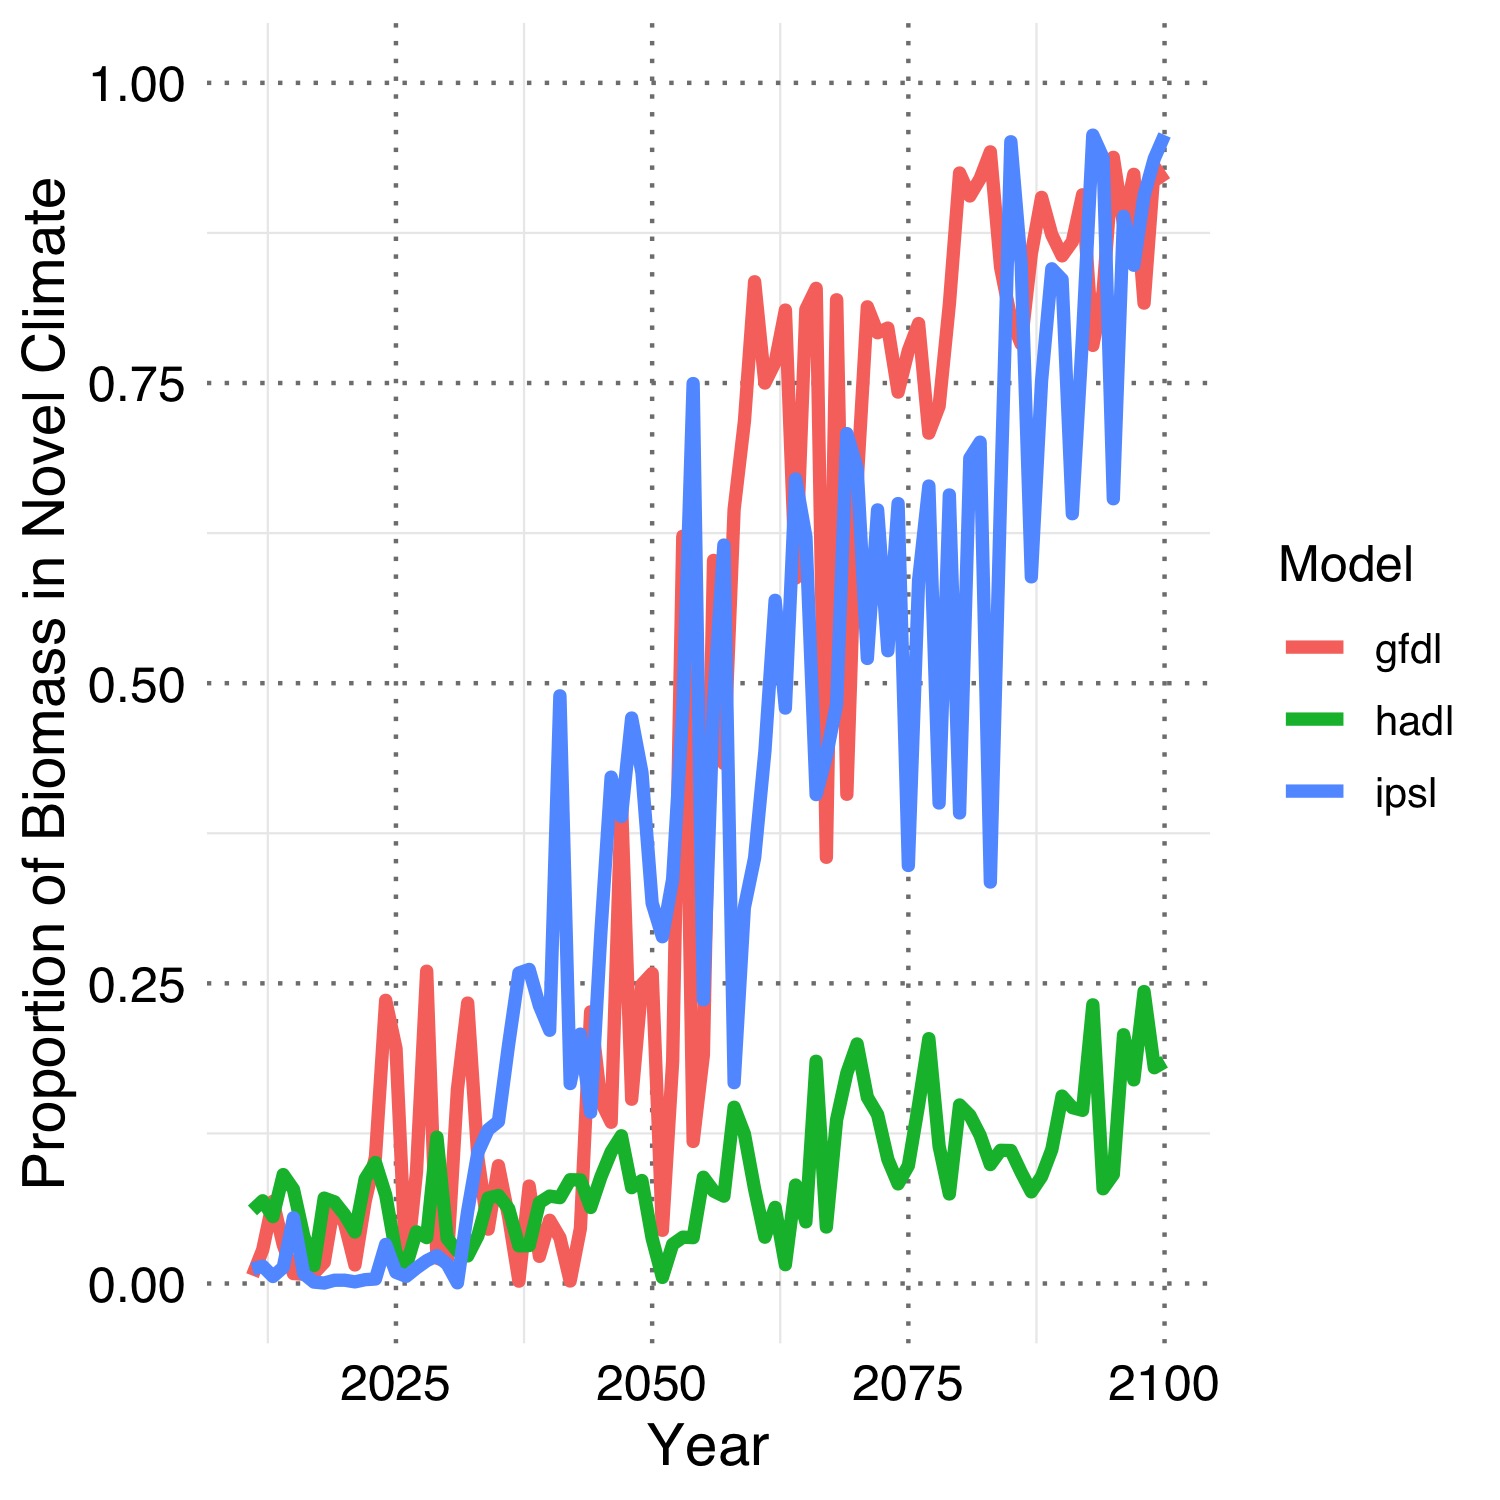 Proportion of Biomass in Novel Climate
1.00
0.75
0.50
0.25
0.00
2025 2050 2075 2100
Year
Model
gfdl
hadl
ipsl